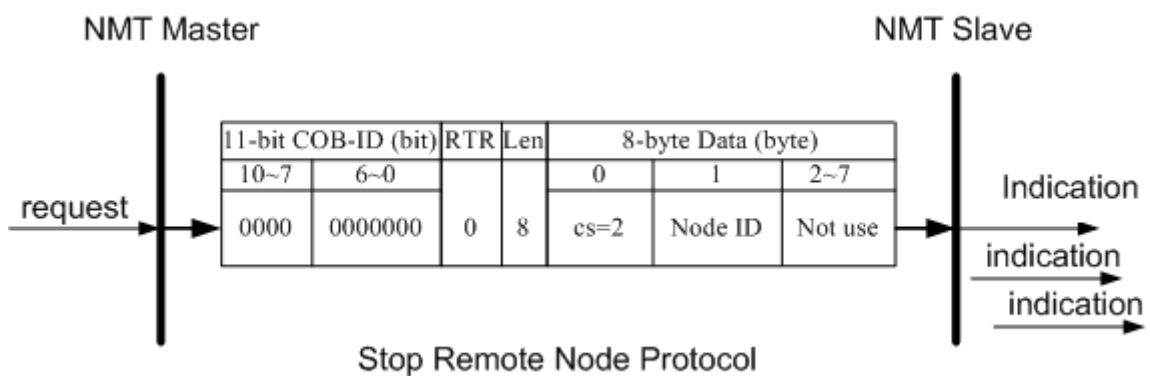 NMT Master NMT Slave
11-bit COB-ID (bit) RTR Len 8-byte Data (byte)
10~7 6~0 0 1 2~7
request 0000 0000000 0 8 cs=2 Node ID Not use Indication
indication
indication
Stop Remote Node Protocol